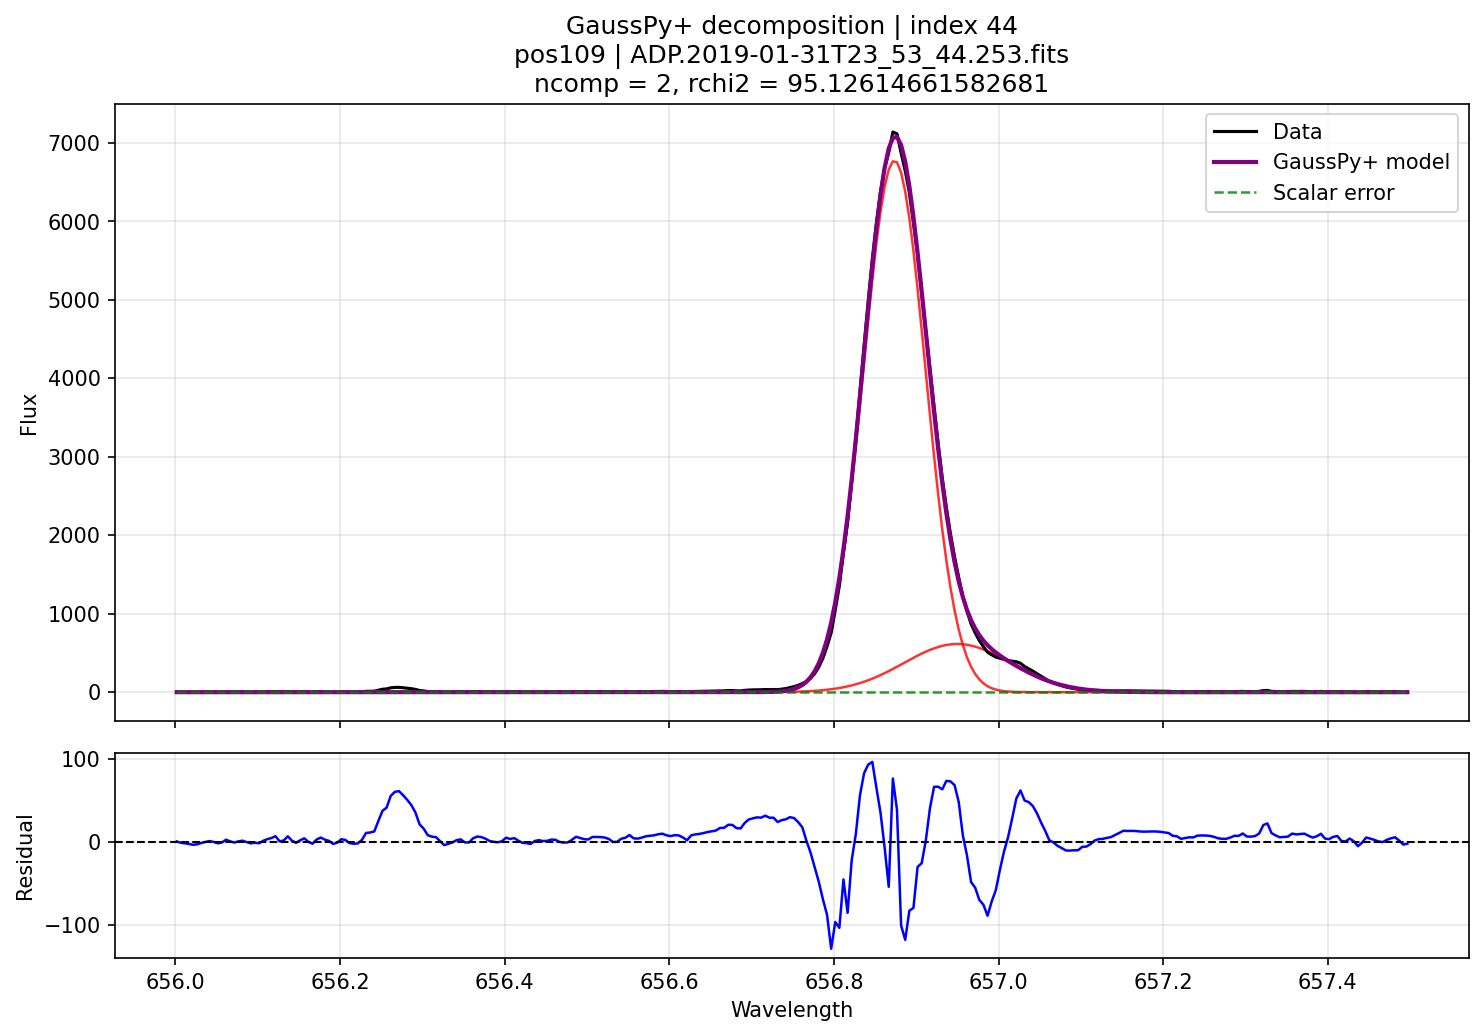 GaussPy+ decomposition | index 44
pos109 | ADP.2019-01-31T23_53_44.253.fits
ncomp = 2, rchi2 = 95.12614661582681
Data
GaussPy+ model
Scalar error
7000
6000
5000
4000
3000
2000
1000
0
Flux
100
0
−100
Residual
656.0
656.2
656.4
656.6
656.8
657.0
657.2
657.4
Wavelength